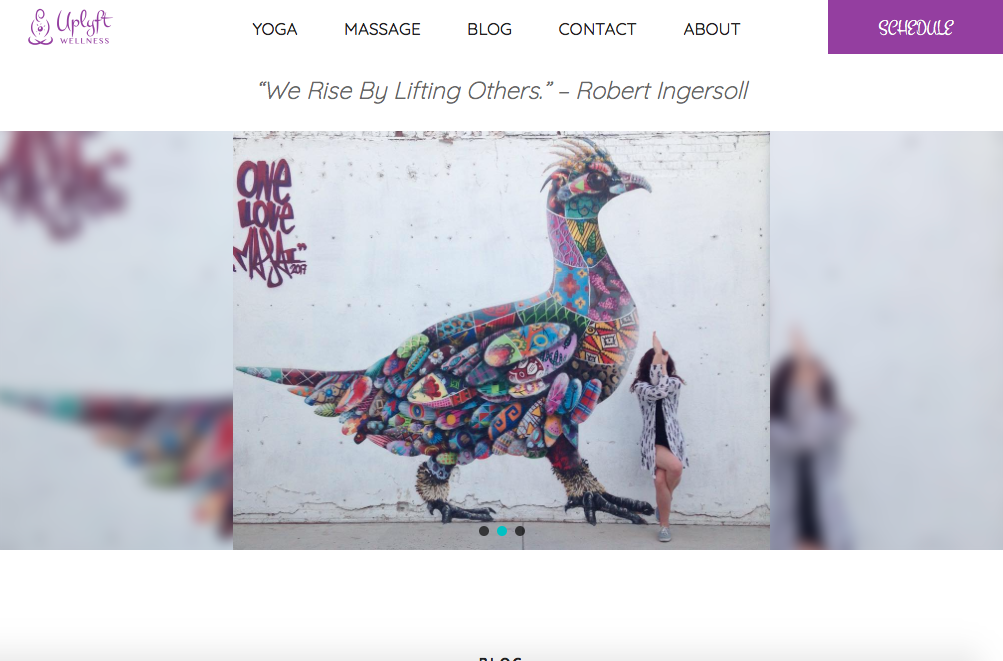 Uplyft
WELLNESS
YOGA
MASSAGE
BLOG
CONTACT
ABOUT
SCHEDULE
“We Rise By Lifting Others.” – Robert Ingersoll
ONE
LOVE
2017
BLOG